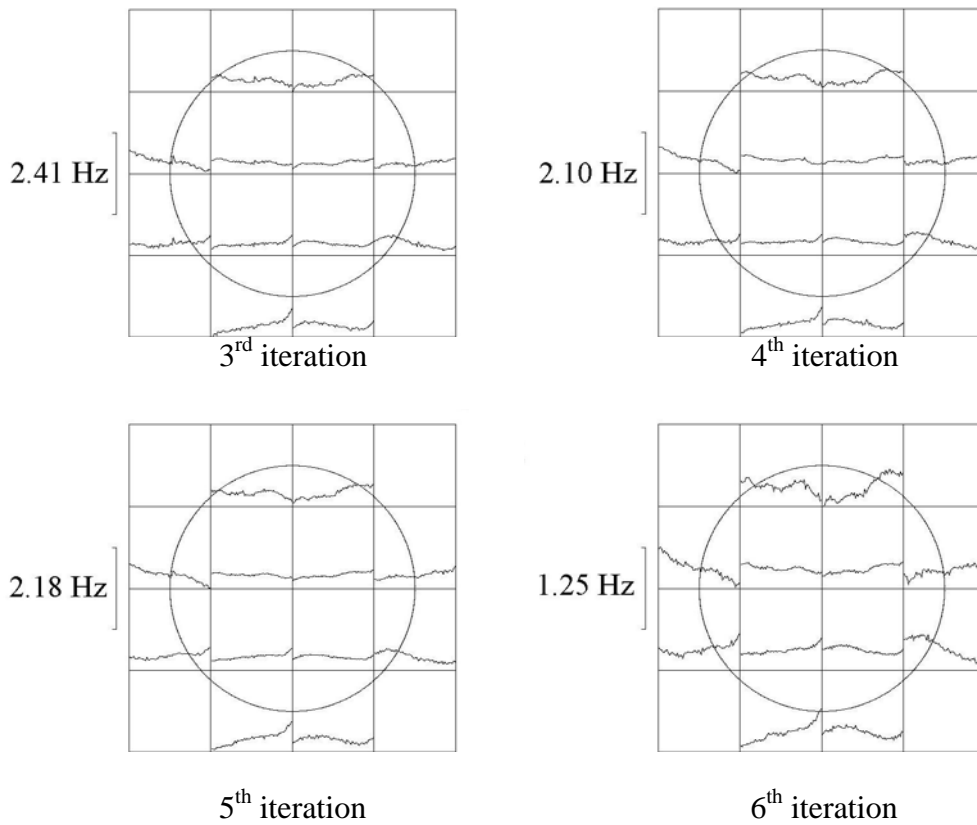 2.41 Hz
2.10 Hz
3rd iteration
4th iteration
2.18 Hz
1.25 Hz
5th iteration
6th iteration